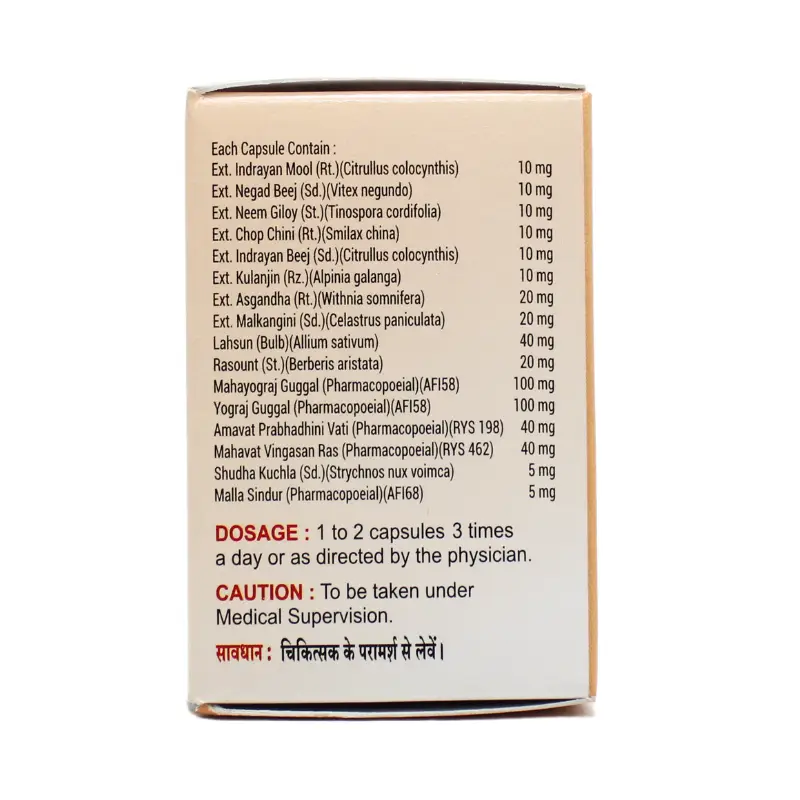 Each Capsule Contain :
Ext. Indrayan Mool (Rt.)(Citrullus colocynthis) 10 mg
Ext. Negad Beej (Sd.)(Vitex negundo) 10 mg
Ext. Neem Giloy (St.)(Tinospora cordifolia) 10 mg
Ext. Chop Chini (Rt.)(Smilax china) 10 mg
Ext. Indrayan Beej (Sd.)(Citrullus colocynthis) 10 mg
Ext. Kulanjin (Rz.)(Alpinia galanga) 10 mg
Ext. Asgandha (Rt.)(Withnia somnifera) 20 mg
Ext. Malkangini (Sd.)(Celastrus paniculata) 20 mg
Lahsun (Bulb)(Allium sativum) 40 mg
Rasount (St.)(Berberis aristata) 20 mg
Mahayograj Guggal (Pharmacopoeial)(AFI58) 100 mg
Yograj Guggal (Pharmacopoeial)(AFI58) 100 mg
Amavat Prabhadhini Vati (Pharmacopoeial)(RYS 198) 40 mg
Mahavat Vingasan Ras (Pharmacopoeial)(RYS 462) 40 mg
Shudha Kuchla (Sd.)(Strychnos nux voimca) 5 mg
Malla Sindur (Pharmacopoeial)(AFI68) 5 mg
DOSAGE : 1 to 2 capsules 3 times
a day or as directed by the physician.
CAUTION : To be taken under
Medical Supervision.
सावधान : चिकित्सक के परामर्श से लेवें।